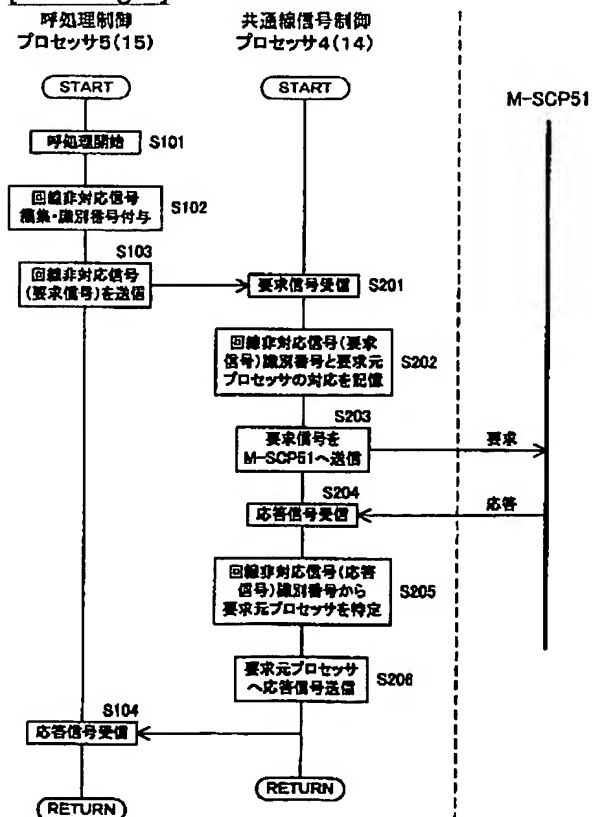 呼処理制御
プロセッサ5(15)
共通線信号制御
プロセッサ4(14)
M-SCP51
START
START
呼処理開始 S101
回線非対応信号
編集・識別番号付与
S102
S103
回線非対応信号
(要求信号)を送信
要求信号受信 S201
回線非対応信号(要求
信号)識別番号と要求元
プロセッサの対応を記憶
S202
S203
要求信号を
M-SCP51へ送信
要求
S204
応答信号受信
応答
回線非対応信号(応答
信号)識別番号から
要求元プロセッサを特定
S205
要求元プロセッサ
へ応答信号送信
S206
S104
応答信号受信
RETURN
RETURN